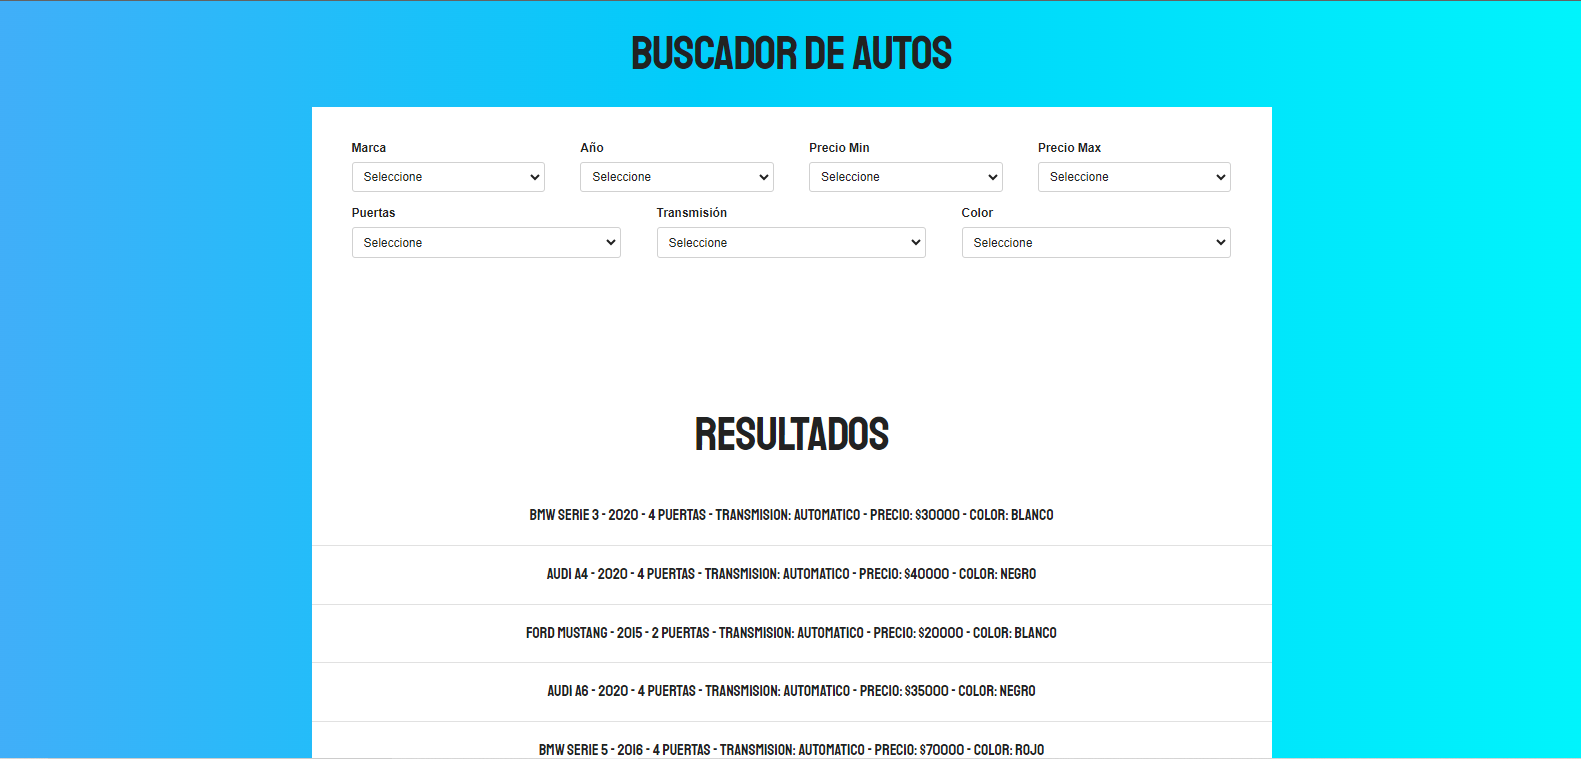 BUSCADOR DE AUTOS
Marca Año Precio Min Precio Max
Seleccione Seleccione Seleccione Seleccione
Puertas Transmisión Color
Seleccione Seleccione Seleccione
RESULTADOS
BMW SERIE 3 - 2020 - 4 PUERTAS - TRANSMISION: AUTOMATICO - PRECIO: $30000 - COLOR: BLANCO
AUDI A4 - 2020 - 4 PUERTAS - TRANSMISION: AUTOMATICO - PRECIO: $40000 - COLOR: NEGRO
FORD MUSTANG - 2015 - 2 PUERTAS - TRANSMISION: AUTOMATICO - PRECIO: $20000 - COLOR: BLANCO
AUDI A6 - 2020 - 4 PUERTAS - TRANSMISION: AUTOMATICO - PRECIO: $35000 - COLOR: NEGRO
BMW SERIE 5 - 2016 - 4 PUERTAS - TRANSMISION: AUTOMATICO - PRECIO: $70000 - COLOR: ROJO